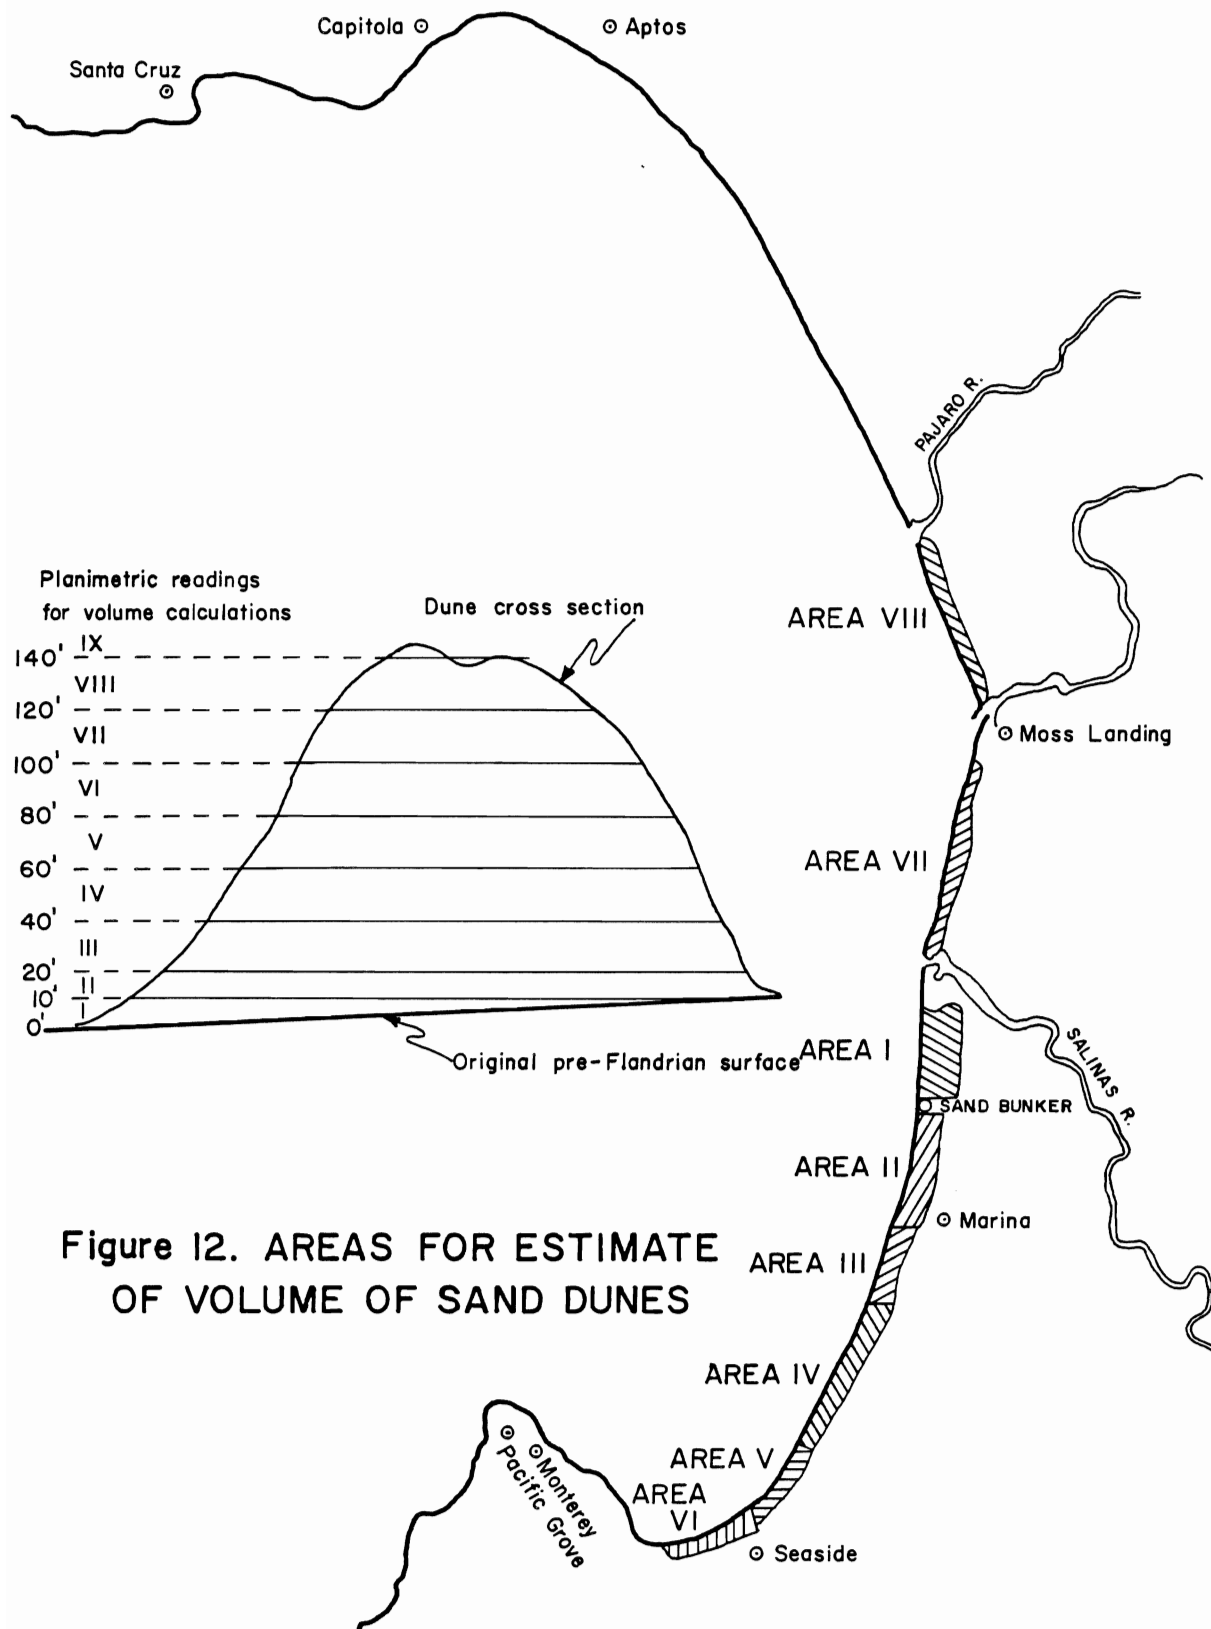 Capitola
Aptos
Santa Cruz
PAJARO R.
Planimetric readings
for volume calculations
Dune cross section
AREA VIII
IX
140'
VIII
120'
VII
100'
VI
80'
V
60'
IV
40'
III
20'
II
10'
I
0'
Moss Landing
AREA VII
Original pre-Flandrian surface
AREA I
SALINAS R.
SAND BUNKER
AREA II
Marina
Figure 12. AREAS FOR ESTIMATE
OF VOLUME OF SAND DUNES
AREA III
AREA IV
AREA V
AREA
VI
Monterey
Pacific Grove
Seaside